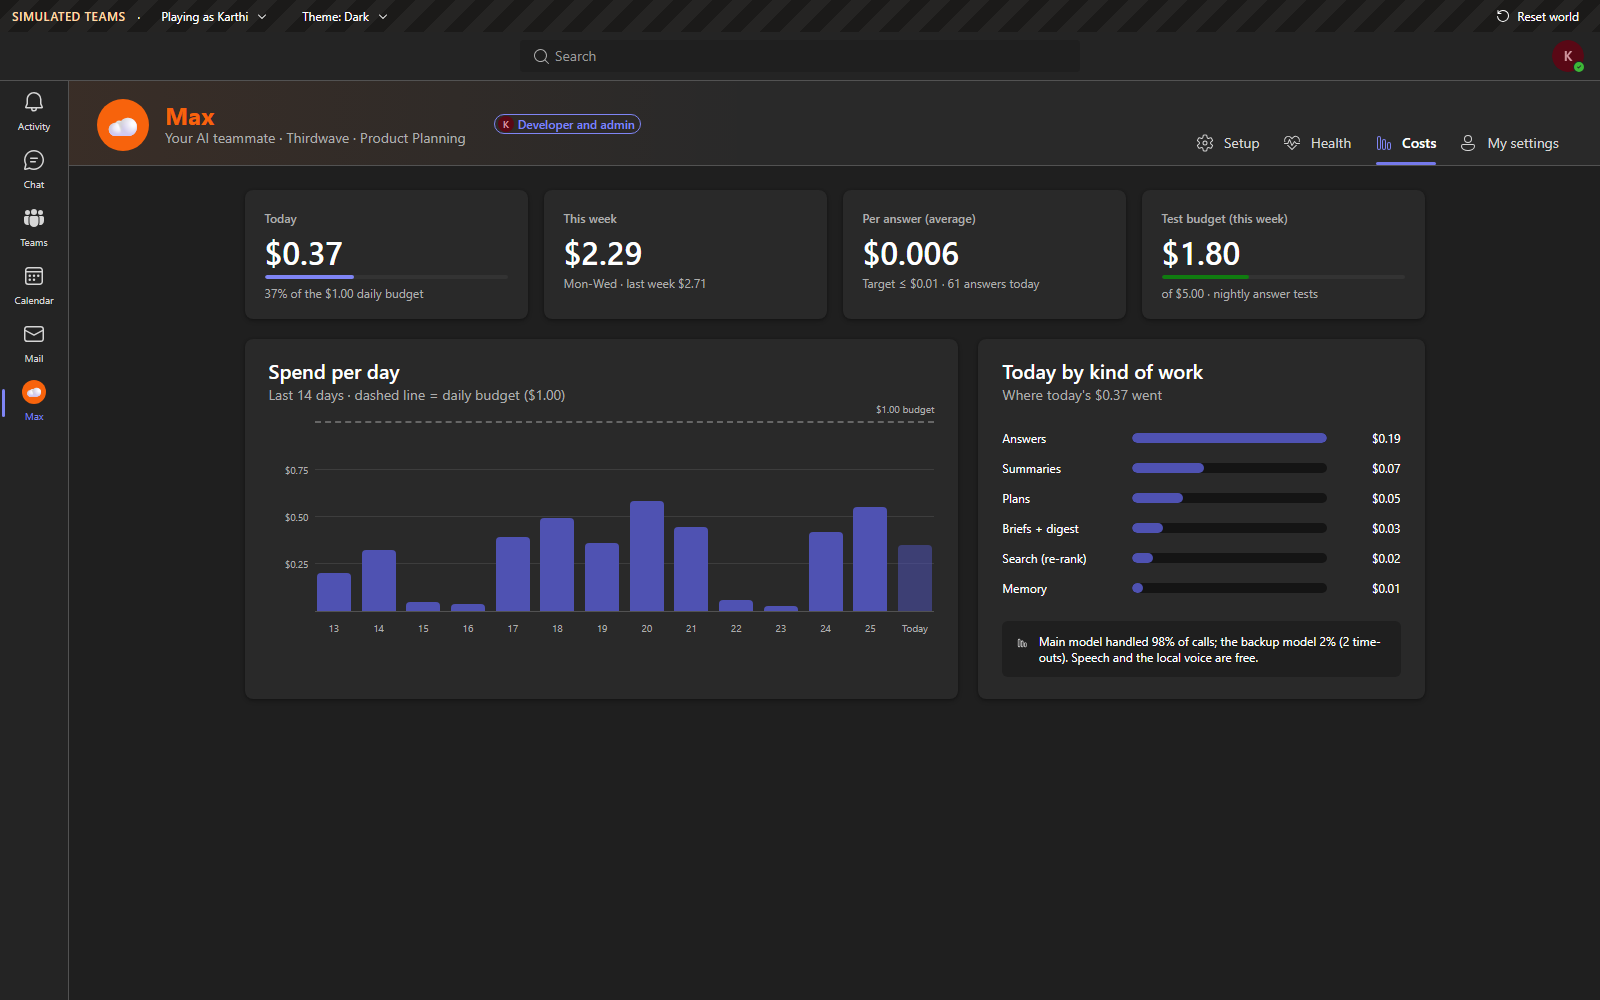 SIMULATED TEAMS · Playing as Karthi Theme: Dark Reset world
Search
K
Activity
Chat
Teams
Calendar
Mail
Max
Max
Your AI teammate · Thirdwave · Product Planning
K Developer and admin
Setup Health Costs My settings
Today
$0.37
37% of the $1.00 daily budget
This week
$2.29
Mon-Wed · last week $2.71
Per answer (average)
$0.006
Target ≤ $0.01 · 61 answers today
Test budget (this week)
$1.80
of $5.00 · nightly answer tests
Spend per day
Last 14 days · dashed line = daily budget ($1.00)
$1.00 budget
$0.75
$0.50
$0.25
13 14 15 16 17 18 19 20 21 22 23 24 25 Today
Today by kind of work
Where today's $0.37 went
Answers $0.19
Summaries $0.07
Plans $0.05
Briefs + digest $0.03
Search (re-rank) $0.02
Memory $0.01
Main model handled 98% of calls; the backup model 2% (2 time-
outs). Speech and the local voice are free.